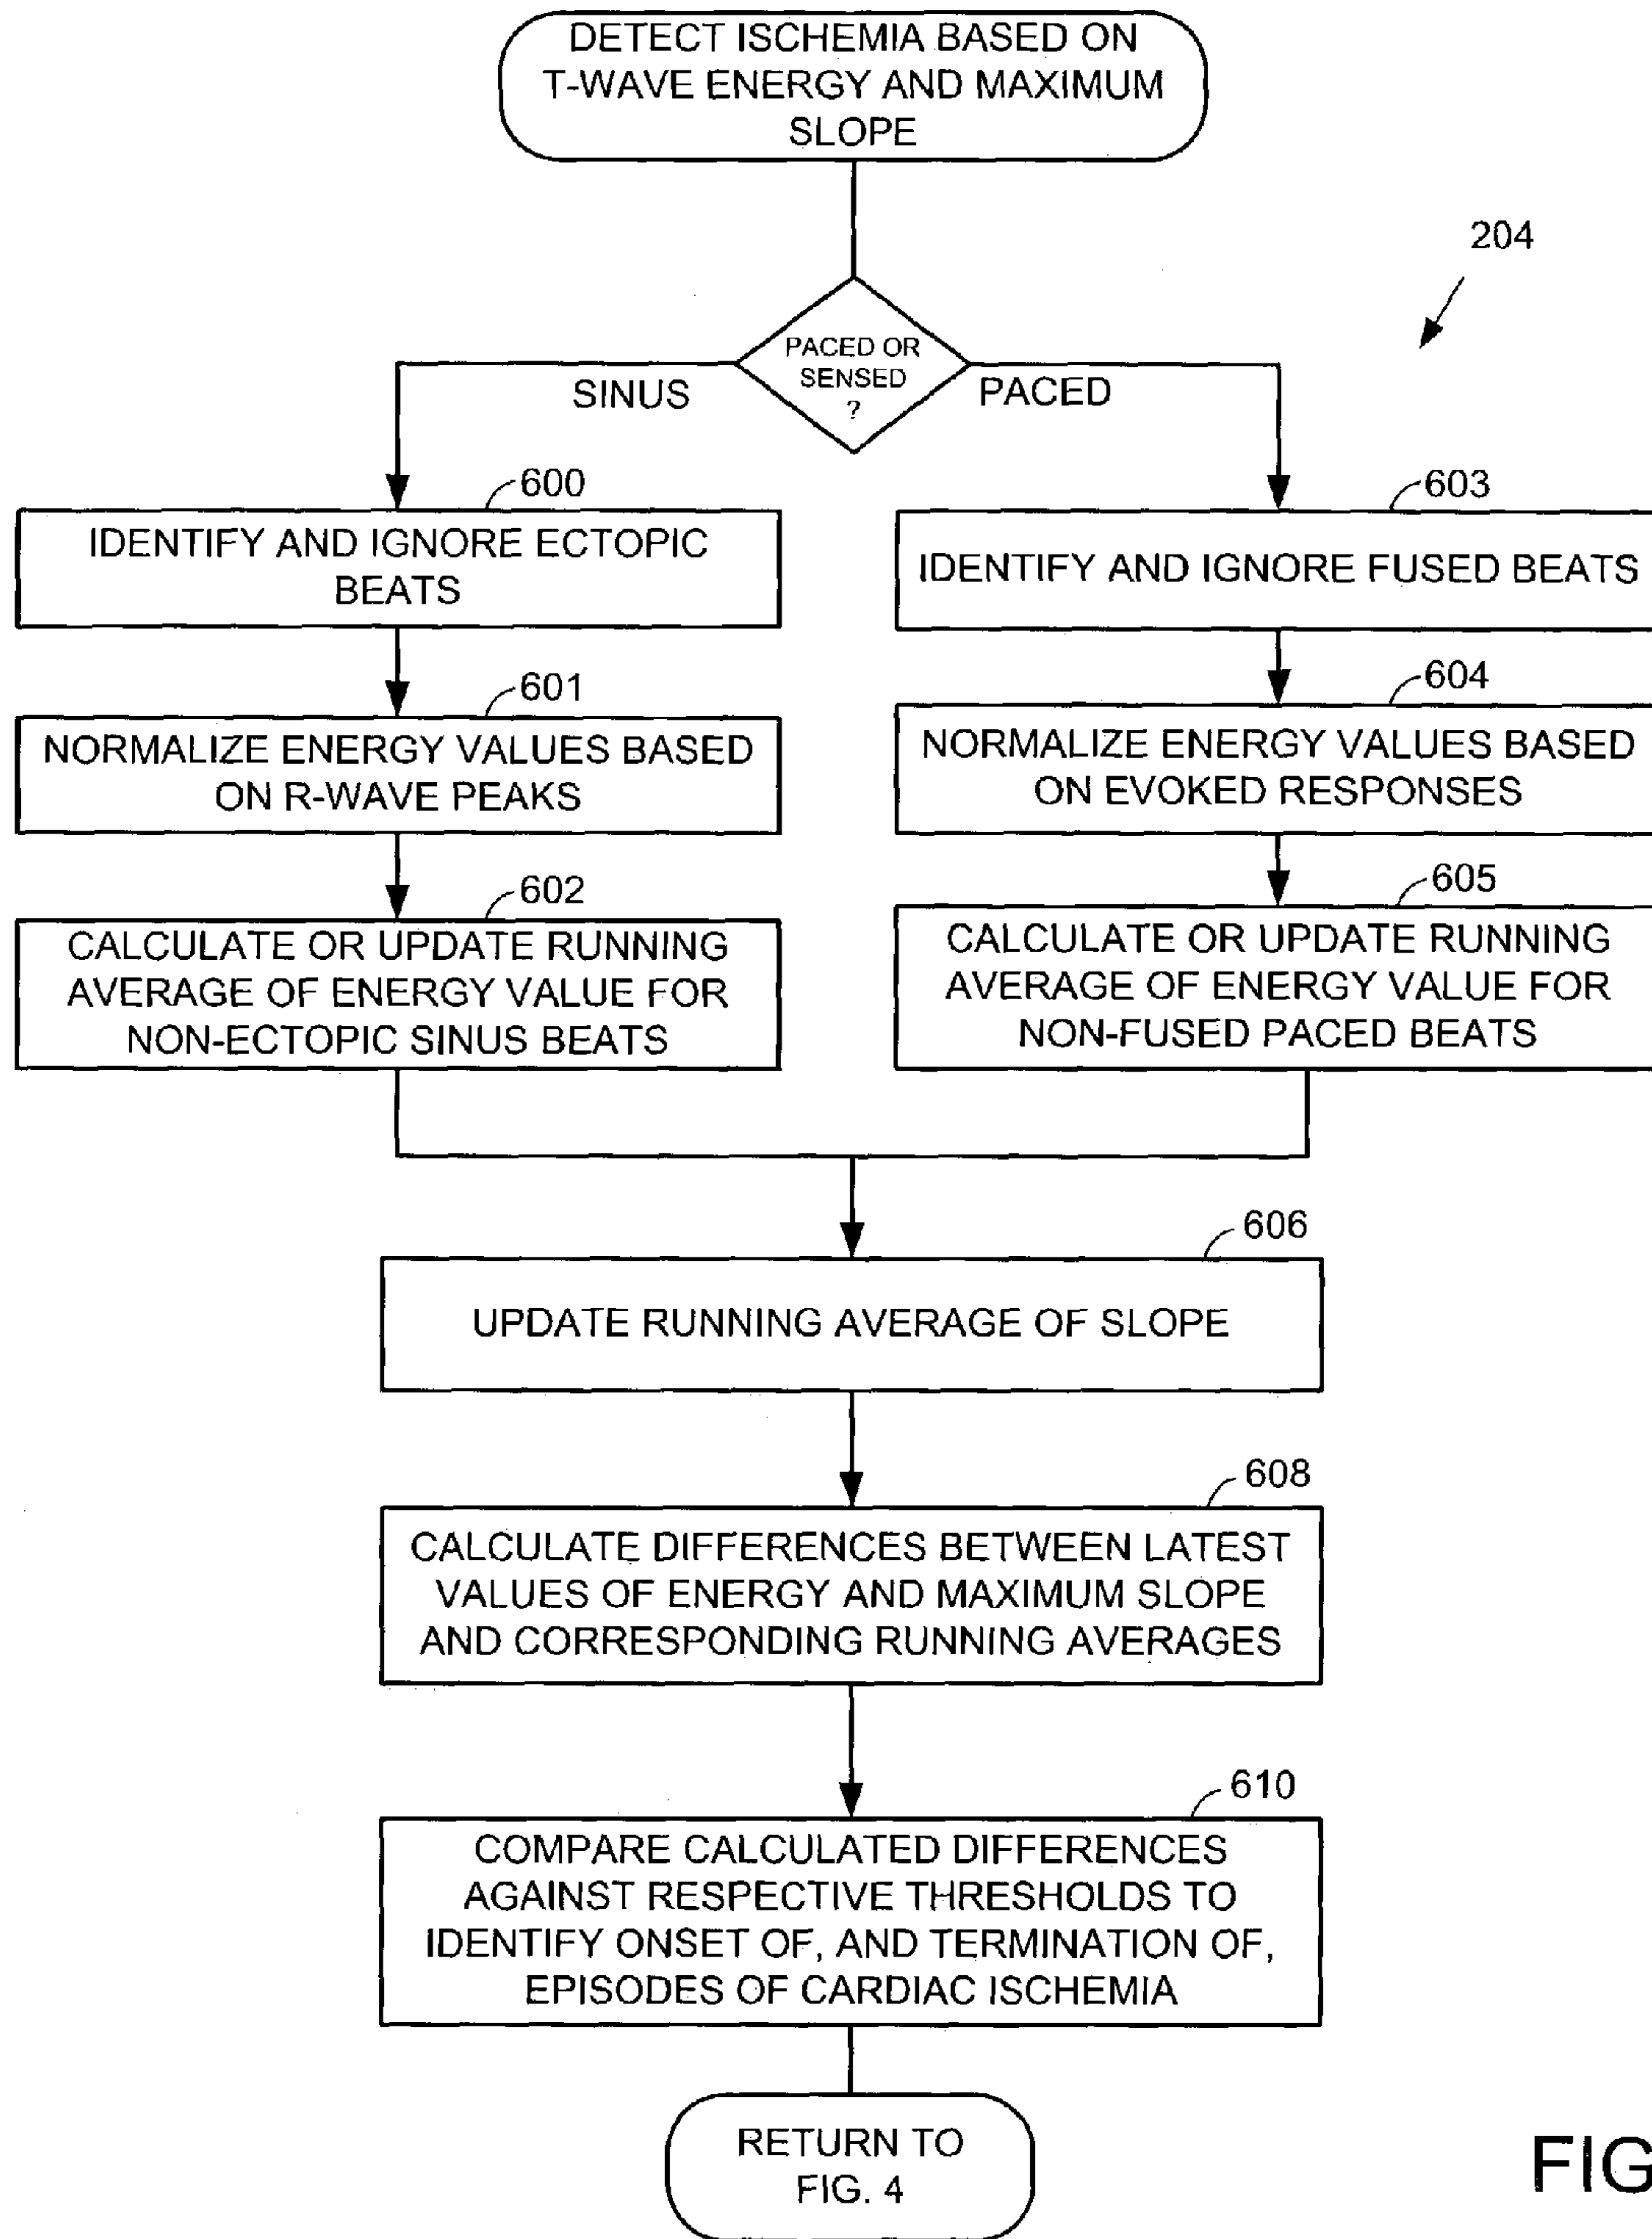 DETECT ISCHEMIA BASED ON
T-WAVE ENERGY AND MAXIMUM
SLOPE
204
PACED OR
SENSED
?
SINUS
PACED
600
IDENTIFY AND IGNORE ECTOPIC
BEATS
603
IDENTIFY AND IGNORE FUSED BEATS
601
NORMALIZE ENERGY VALUES BASED
ON R-WAVE PEAKS
604
NORMALIZE ENERGY VALUES BASED
ON EVOKED RESPONSES
602
CALCULATE OR UPDATE RUNNING
AVERAGE OF ENERGY VALUE FOR
NON-ECTOPIC SINUS BEATS
605
CALCULATE OR UPDATE RUNNING
AVERAGE OF ENERGY VALUE FOR
NON-FUSED PACED BEATS
606
UPDATE RUNNING AVERAGE OF SLOPE
608
CALCULATE DIFFERENCES BETWEEN LATEST
VALUES OF ENERGY AND MAXIMUM SLOPE
AND CORRESPONDING RUNNING AVERAGES
610
COMPARE CALCULATED DIFFERENCES
AGAINST RESPECTIVE THRESHOLDS TO
IDENTIFY ONSET OF, AND TERMINATION OF,
EPISODES OF CARDIAC ISCHEMIA
RETURN TO
FIG. 4
FIG